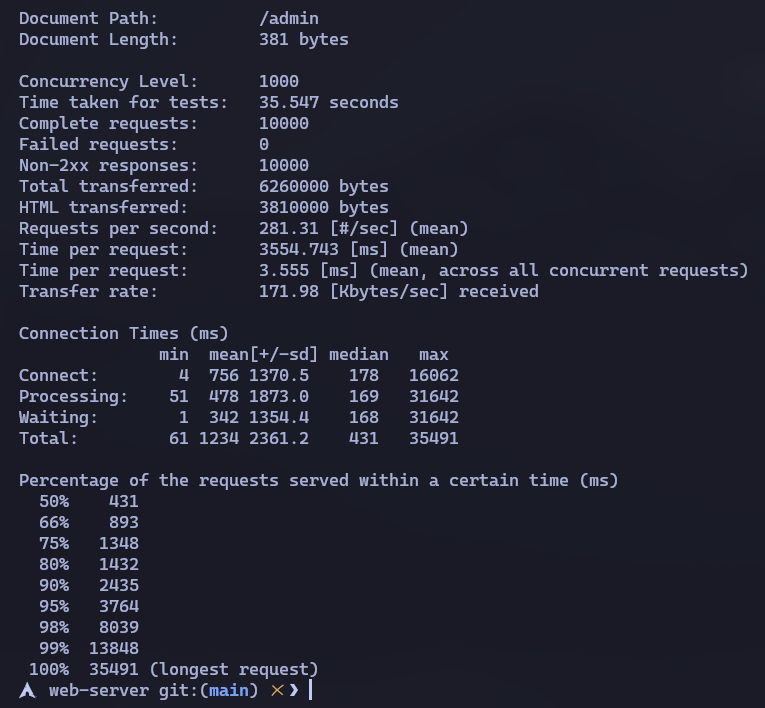 Document Path:          /admin
Document Length:        381 bytes

Concurrency Level:      1000
Time taken for tests:   35.547 seconds
Complete requests:      10000
Failed requests:        0
Non-2xx responses:      10000
Total transferred:      6260000 bytes
HTML transferred:       3810000 bytes
Requests per second:    281.31 [#/sec] (mean)
Time per request:       3554.743 [ms] (mean)
Time per request:       3.555 [ms] (mean, across all concurrent requests)
Transfer rate:          171.98 [Kbytes/sec] received

Connection Times (ms)
              min  mean[+/-sd] median   max
Connect:        4  756 1370.5    178   16062
Processing:    51  478 1873.0    169   31642
Waiting:        1  342 1354.4    168   31642
Total:         61 1234 2361.2    431   35491

Percentage of the requests served within a certain time (ms)
  50%    431
  66%    893
  75%   1348
  80%   1432
  90%   2435
  95%   3764
  98%   8039
  99%  13848
 100%  35491 (longest request)
web-server git:(main) ✕ ❯